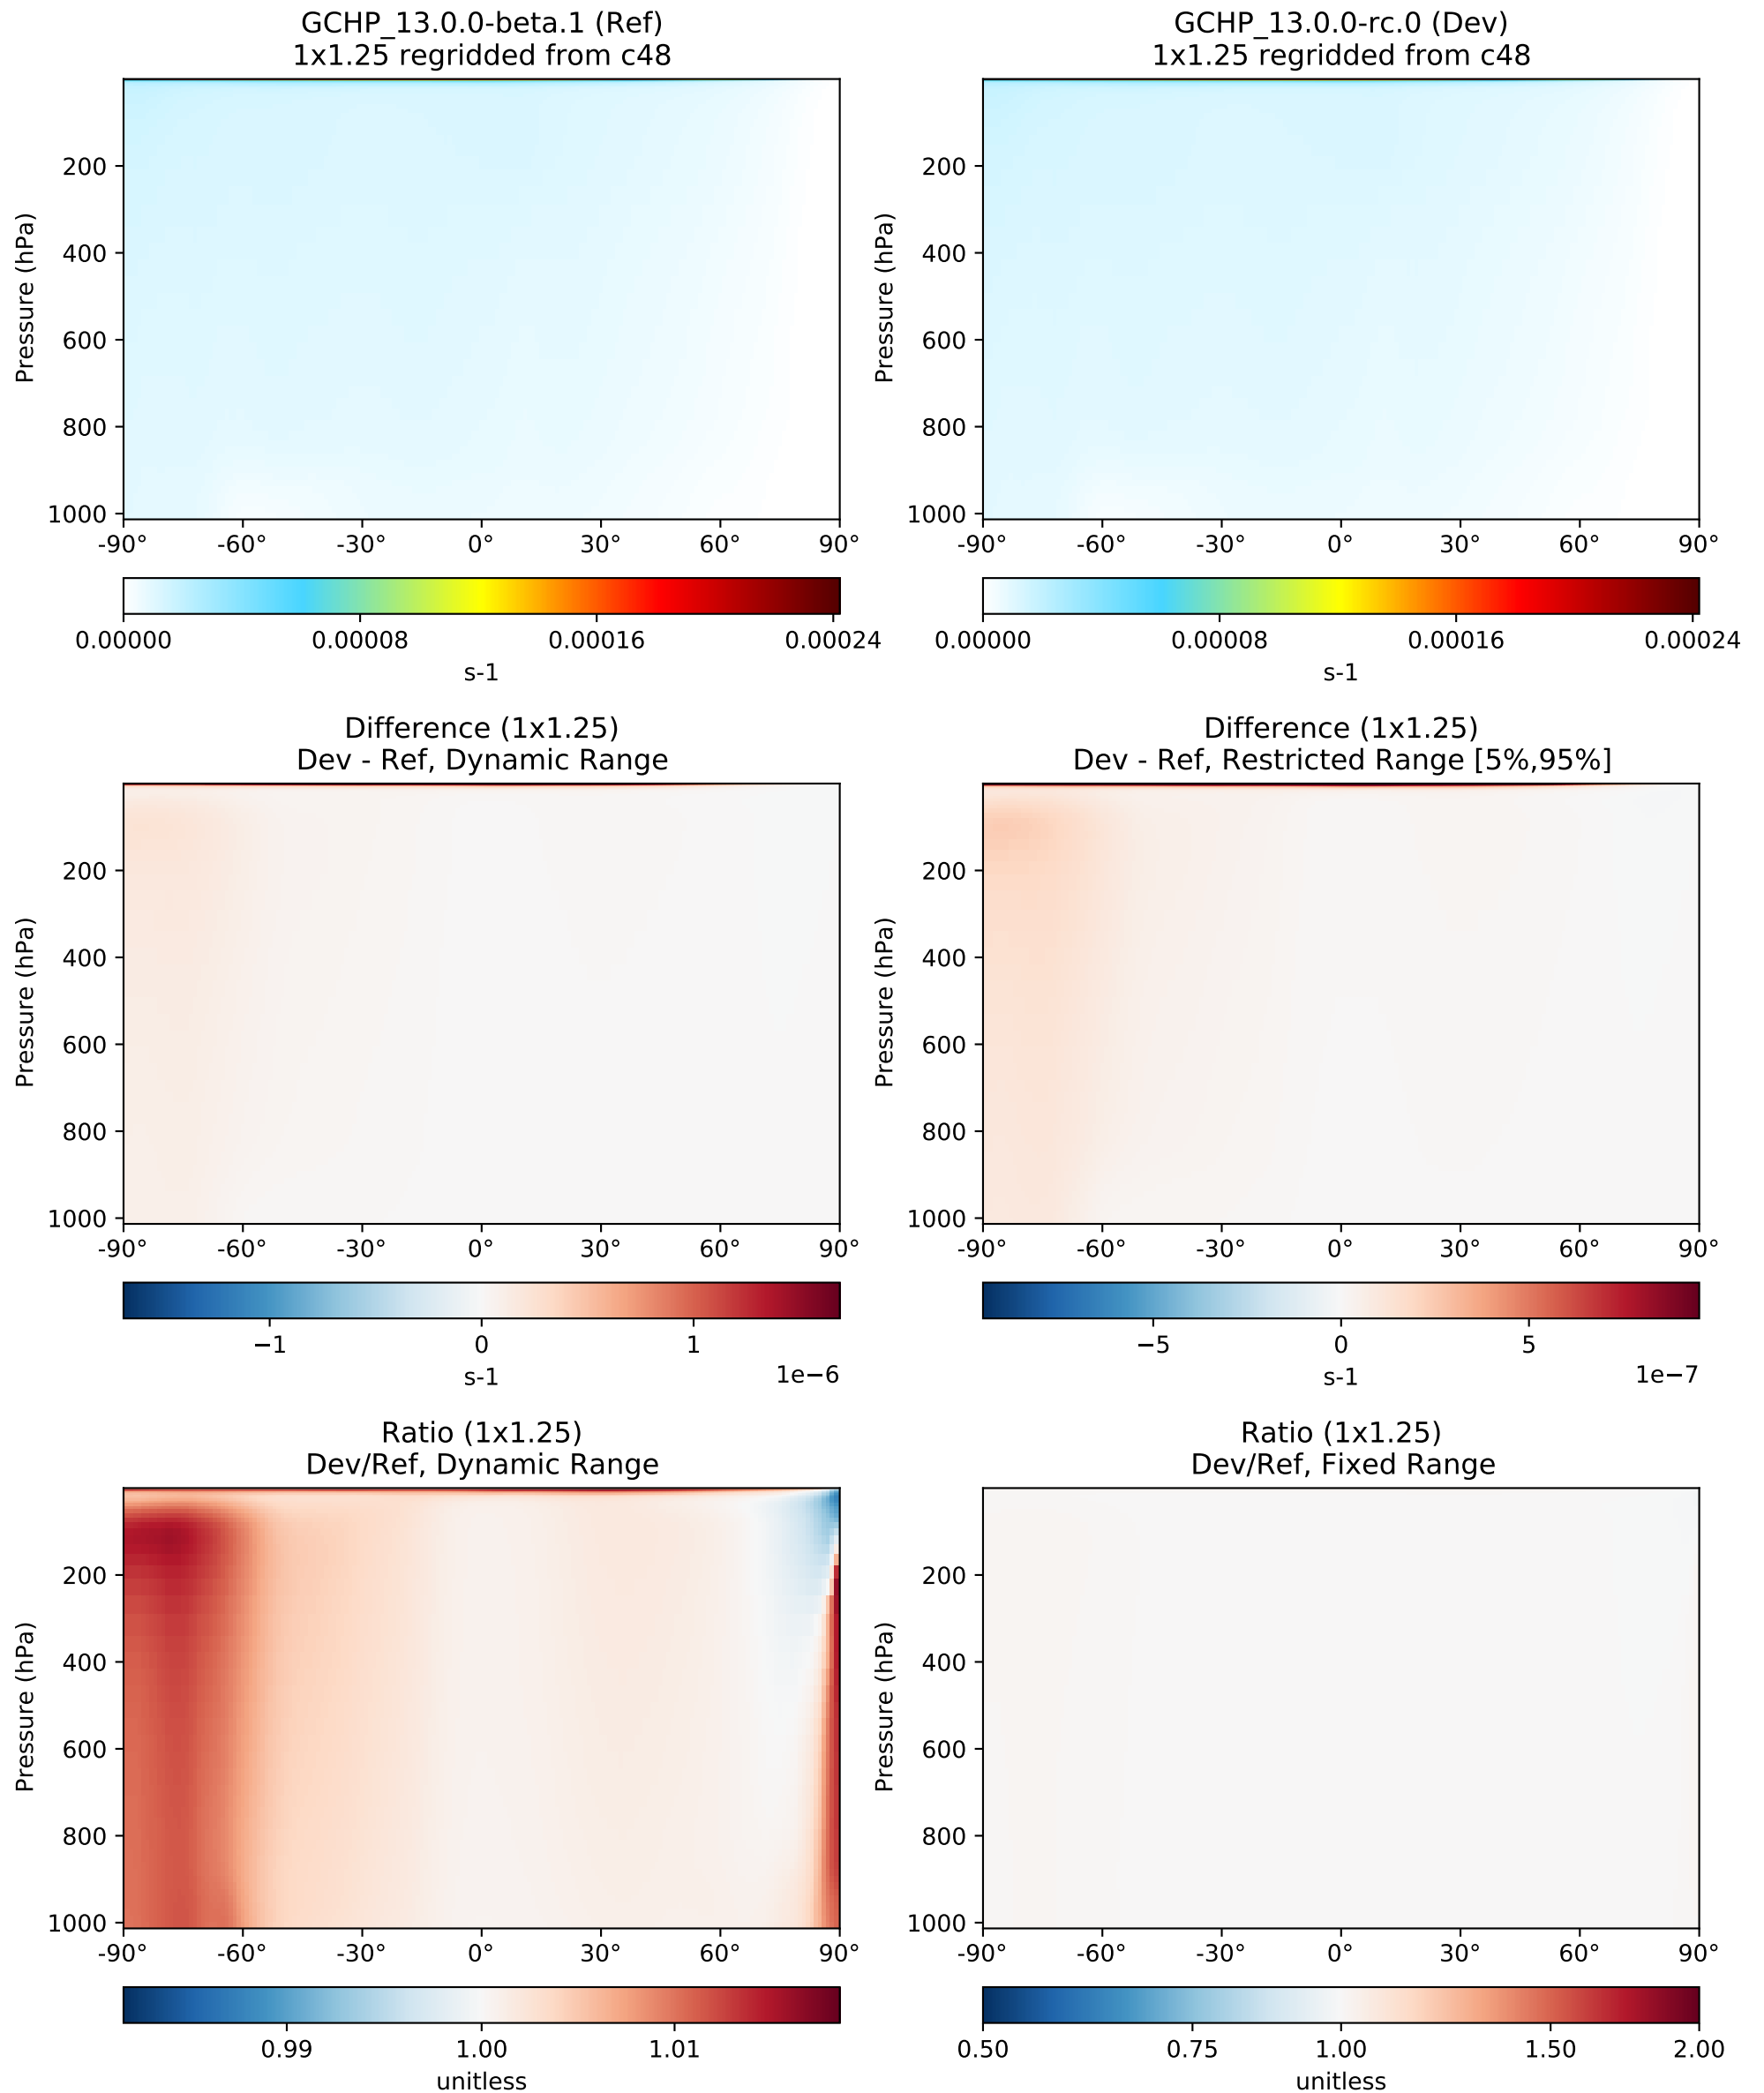 GCHP_13.0.0-beta.1 (Ref)
1x1.25 regridded from c48
Pressure (hPa)
200
400
600
800
1000
-90° -60° -30° 0° 30° 60° 90°
0.00000 0.00008 0.00016 0.00024
s-1
GCHP_13.0.0-rc.0 (Dev)
1x1.25 regridded from c48
Pressure (hPa)
200
400
600
800
1000
-90° -60° -30° 0° 30° 60° 90°
0.00000 0.00008 0.00016 0.00024
s-1
Difference (1x1.25)
Dev - Ref, Dynamic Range
Pressure (hPa)
200
400
600
800
1000
-90° -60° -30° 0° 30° 60° 90°
−1 0 1
s-1 1e−6
Difference (1x1.25)
Dev - Ref, Restricted Range [5%,95%]
Pressure (hPa)
200
400
600
800
1000
-90° -60° -30° 0° 30° 60° 90°
−5 0 5
s-1 1e−7
Ratio (1x1.25)
Dev/Ref, Dynamic Range
Pressure (hPa)
200
400
600
800
1000
-90° -60° -30° 0° 30° 60° 90°
0.99 1.00 1.01
unitless
Ratio (1x1.25)
Dev/Ref, Fixed Range
Pressure (hPa)
200
400
600
800
1000
-90° -60° -30° 0° 30° 60° 90°
0.50 0.75 1.00 1.50 2.00
unitless